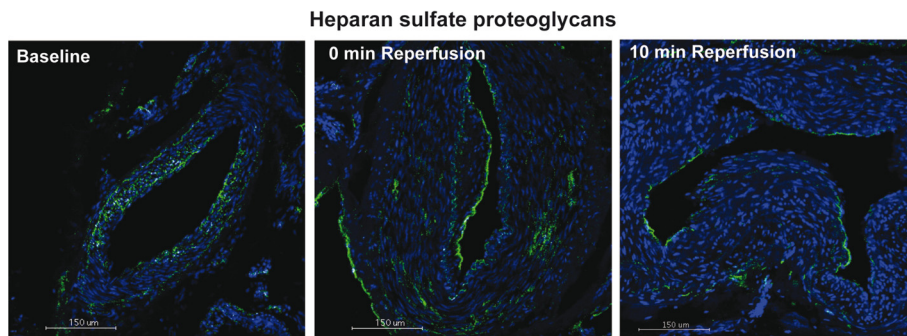 Heparan sulfate proteoglycans
Baseline
0 min Reperfusion
10 min Reperfusion
150 um
150 um
150 um